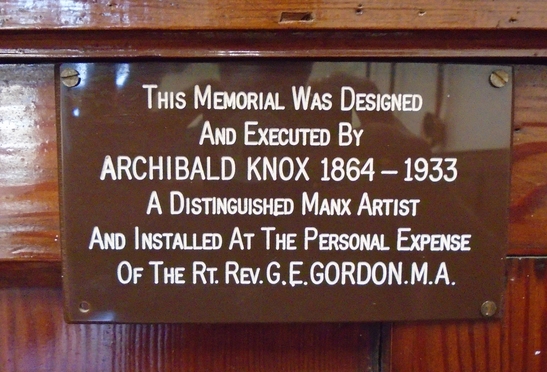 THIS MEMORIAL WAS DESIGNED
AND EXECUTED BY
ARCHIBALD KNOX 1864 – 1933
A DISTINGUISHED MANX ARTIST
AND INSTALLED AT THE PERSONAL EXPENSE
OF THE RT. REV. G.E. GORDON. M.A.